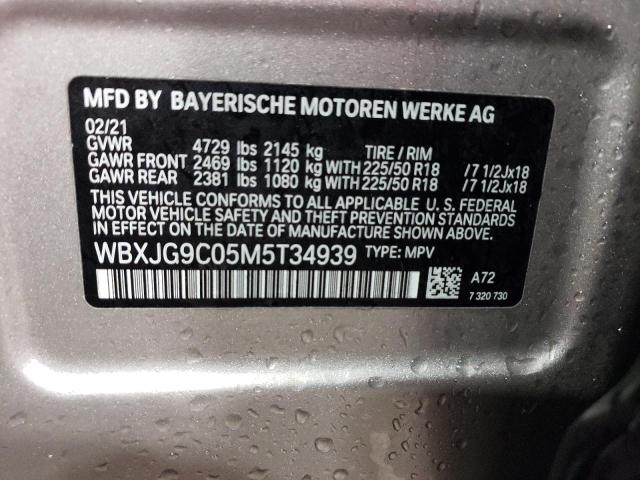 MFD BY BAYERISCHE MOTOREN WERKE AG
02/21
GVWR 4729 lbs 2145 kg TIRE / RIM
GAWR FRONT 2469 lbs 1120 kg WITH 225/50 R18 /7 1/2Jx18
GAWR REAR 2381 lbs 1080 kg WITH 225/50 R18 /7 1/2Jx18
THIS VEHICLE CONFORMS TO ALL APPLICABLE U. S. FEDERAL
MOTOR VEHICLE SAFETY AND THEFT PREVENTION STANDARDS
IN EFFECT ON THE DATE OF MANUFACTURE SHOWN ABOVE.
WBXJG9C05M5T34939 TYPE: MPV
A72
7 320 730